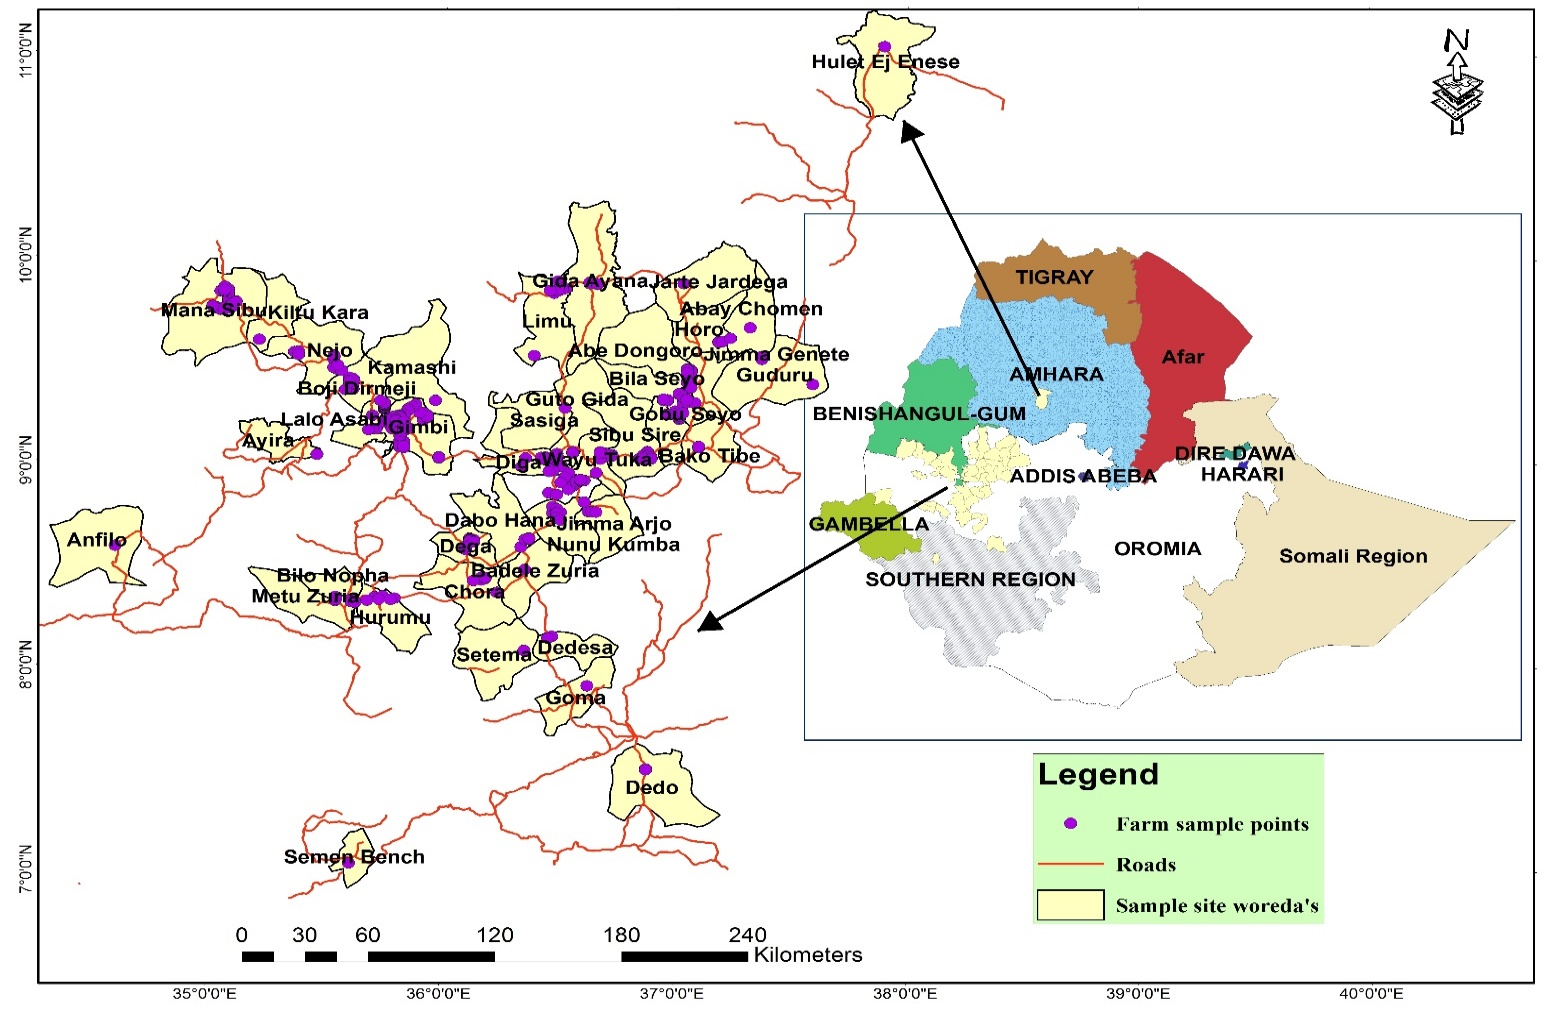 N
11°0'0"N
10°0'0"N
9°0'0"N
8°0'0"N
7°0'0"N
Hulet Ej Enese
Mana Sibu
Kiltu Kara
Nejo
Kamashi
Boji Dirmeji
Lalo Asabi
Gimbi
Ayira
Gida Ayana
Jarte Jardega
Limu
Abay Chomen
Horo
Abe Dongoro
Jimma Genete
Guduru
Bila Seyo
Guto Gida
Gobu Seyo
Sasiga
Sibu Sire
Diga
Wayu Tuka
Bako Tibe
Dabo Hana
Jimma Arjo
Dega
Nunu Kumba
Badele Zuria
Chora
Anfilo
Bilo Nopha
Metu Zuria
Hurumu
Setema
Dedesa
Goma
Dedo
Semen Bench
TIGRAY
Afar
AMHARA
BENISHANGUL-GUM
DIRE DAWA
HARARI
ADDIS ABEBA
GAMBELLA
OROMIA
Somali Region
SOUTHERN REGION
Legend
Farm sample points
Roads
Sample site woreda's
0 30 60 120 180 240
Kilometers
35°0'0"E 36°0'0"E 37°0'0"E 38°0'0"E 39°0'0"E 40°0'0"E